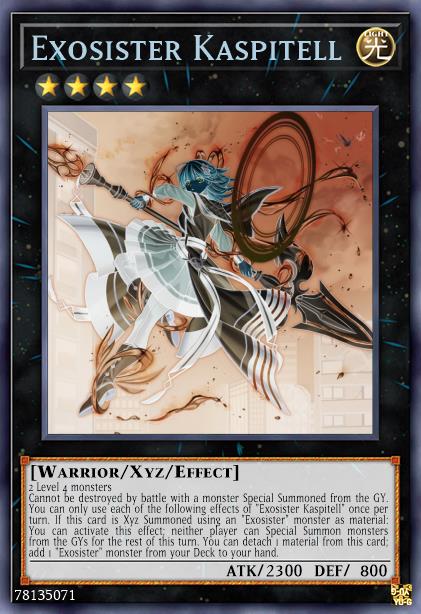 EXOSISTER KASPITELL
LIGHT
光
[WARRIOR/XYZ/EFFECT]
2 Level 4 monsters
Cannot be destroyed by battle with a monster Special Summoned from the GY.
You can only use each of the following effects of "Exosister Kaspitell" once per
turn. If this card is Xyz Summoned using an "Exosister" monster as material:
You can activate this effect; neither player can Special Summon monsters
from the GYs for the rest of this turn. You can detach 1 material from this card;
add 1 "Exosister" monster from your Deck to your hand.
ATK/2300 DEF/ 800
78135071